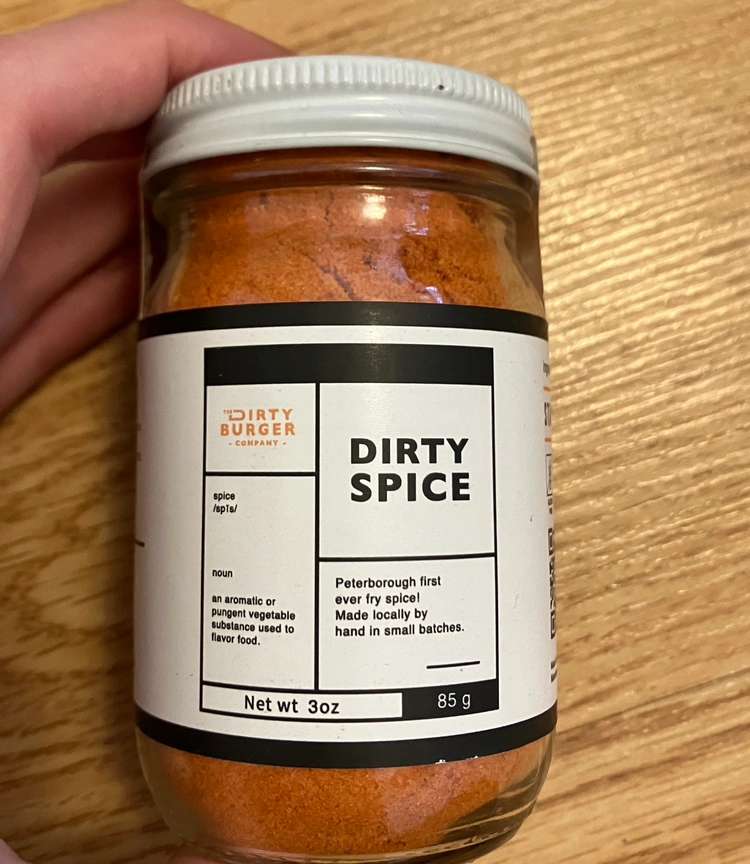 THE DIRTY
BURGER
- COMPANY -
DIRTY
SPICE
spice
/spīs/
noun
an aromatic or
pungent vegetable
substance used to
flavor food.
Peterborough first
ever fry spice!
Made locally by
hand in small batches.
Net wt 3oz
85 g